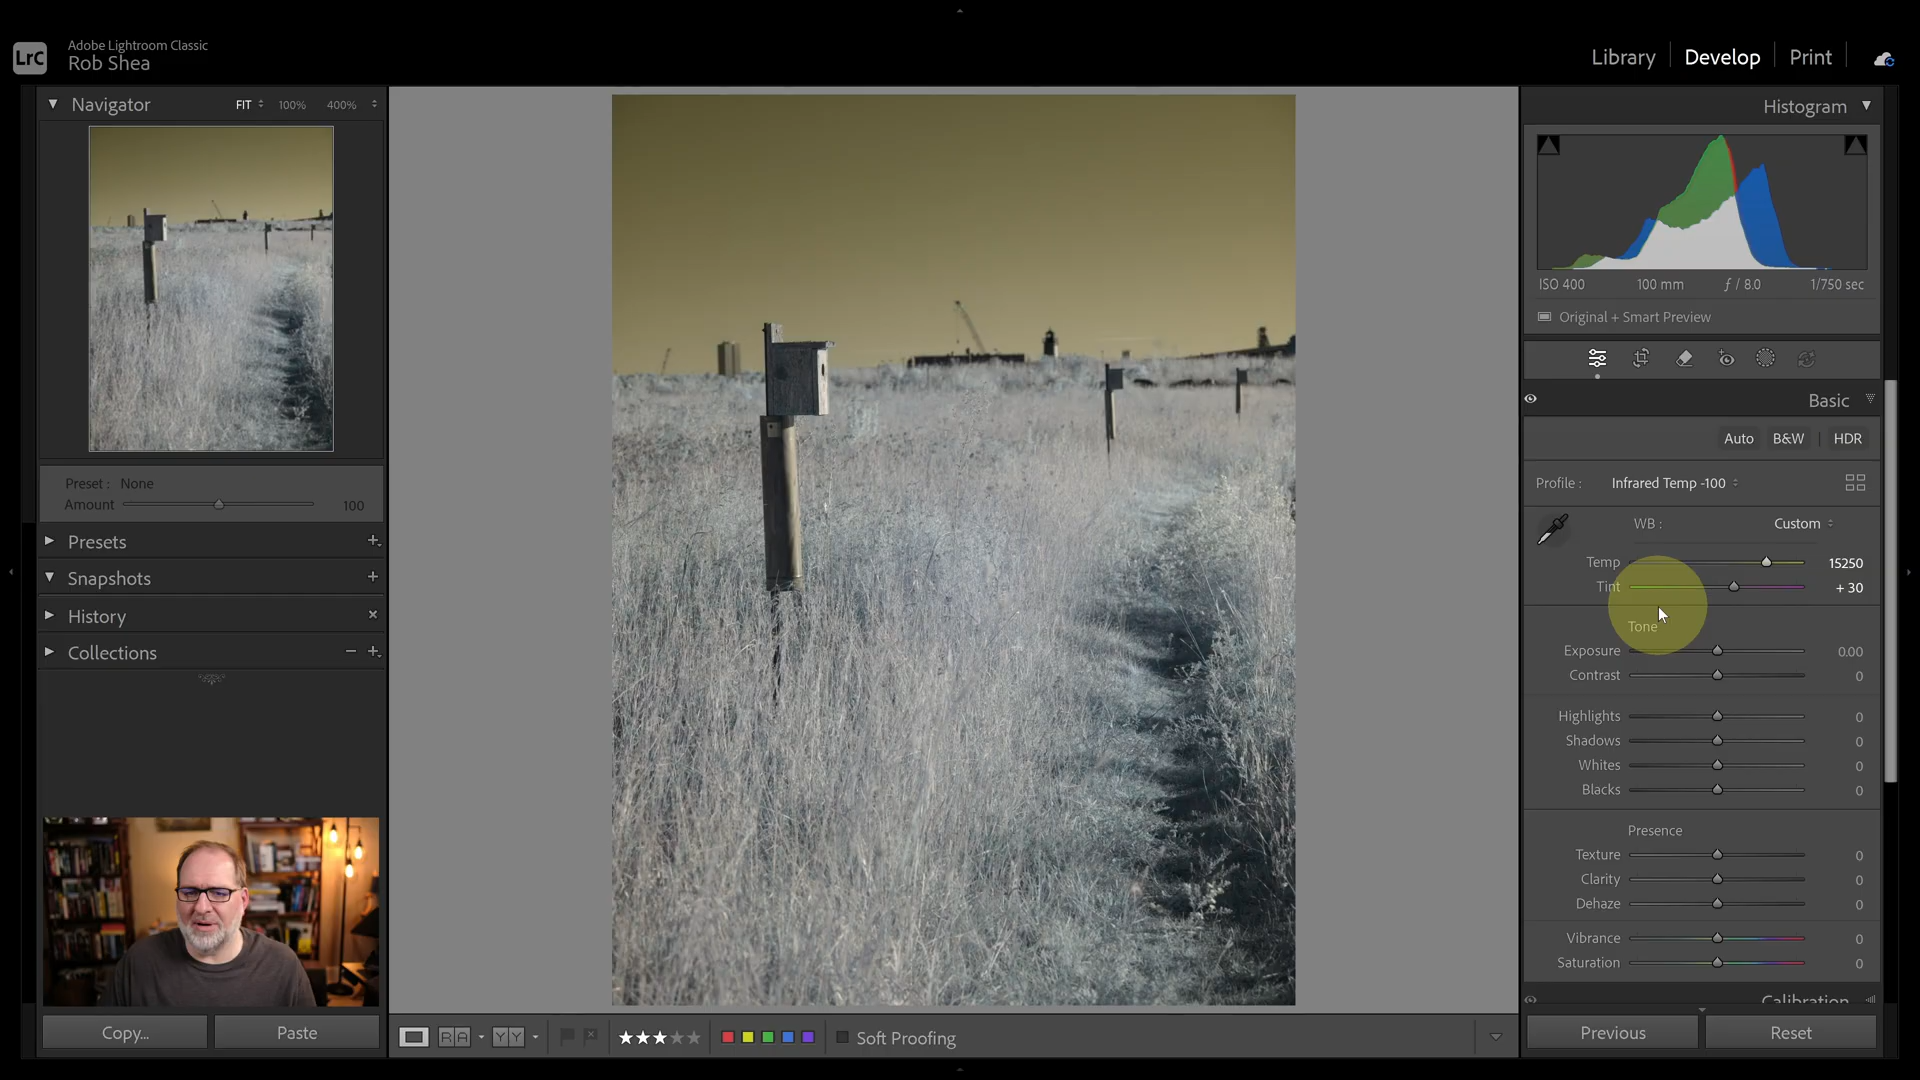 LrC
Adobe Lightroom Classic
Rob Shea
Library
Develop
Print
Navigator
FIT
100%
400%
Preset : None
Amount 100
Presets
Snapshots
History
Collections
Copy...
Paste
RA
YY
Soft Proofing
Histogram
ISO 400 100 mm ƒ / 8.0 1/750 sec
Original + Smart Preview
Basic
Auto B&W HDR
Profile : Infrared Temp -100
WB : Custom
Temp 15250
Tint + 30
Tone
Exposure 0.00
Contrast 0
Highlights 0
Shadows 0
Whites 0
Blacks 0
Presence
Texture 0
Clarity 0
Dehaze 0
Vibrance 0
Saturation 0
Calibration
Previous
Reset